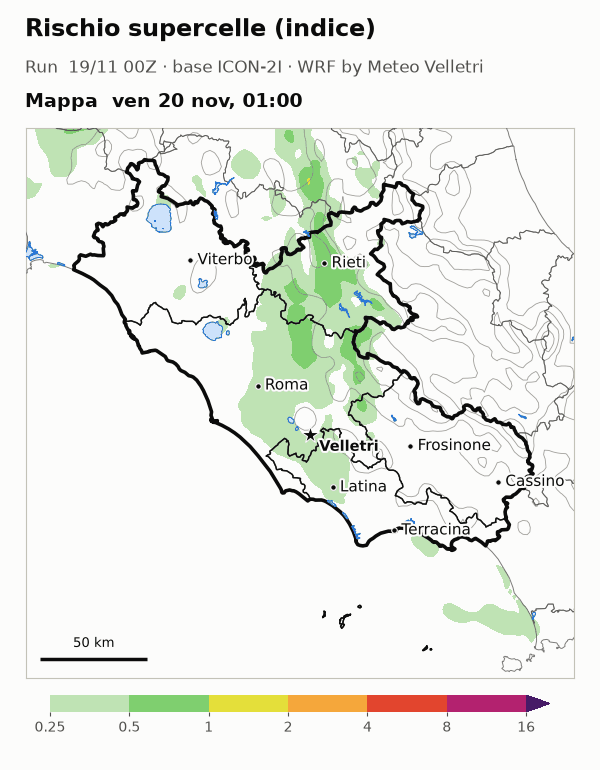 Rischio supercelle (indice)
Run  19/11 00Z · base ICON-2I · WRF by Meteo Velletri
Mappa  ven 20 nov, 01:00
Viterbo
Rieti
Roma
Velletri
Frosinone
Cassino
Latina
Terracina
50 km
0.25 0.5 1 2 4 8 16